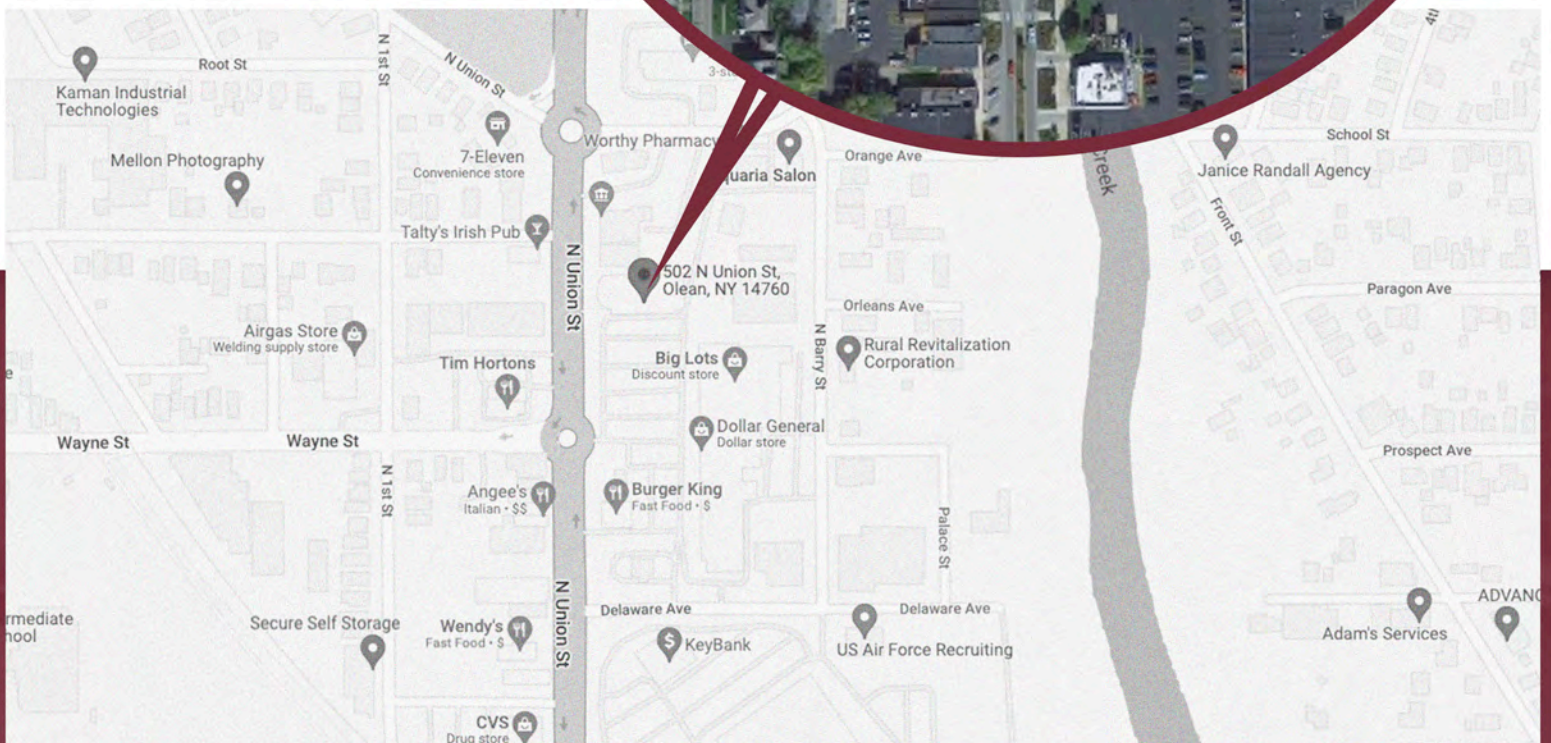 Root St
N 1st St
N Union St
Kaman Industrial
Technologies
Mellon Photography
7-Eleven
Convenience store
Worthy Pharmacy
Orange Ave
Creek
School St
Janice Randall Agency
Front St
Talty's Irish Pub
N Union St
502 N Union St,
Olean, NY 14760
Orleans Ave
Paragon Ave
Airgas Store
Welding supply store
Tim Hortons
Big Lots
Discount store
N Barry St
Rural Revitalization
Corporation
Wayne St
Wayne St
Dollar General
Dollar store
Prospect Ave
N 1st St
Angee's
Italian • $$
Burger King
Fast Food • $
Palace St
Delaware Ave
Delaware Ave
Secure Self Storage
Wendy's
Fast Food • $
N Union St
KeyBank
US Air Force Recruiting
Adam's Services
CVS
Drug store